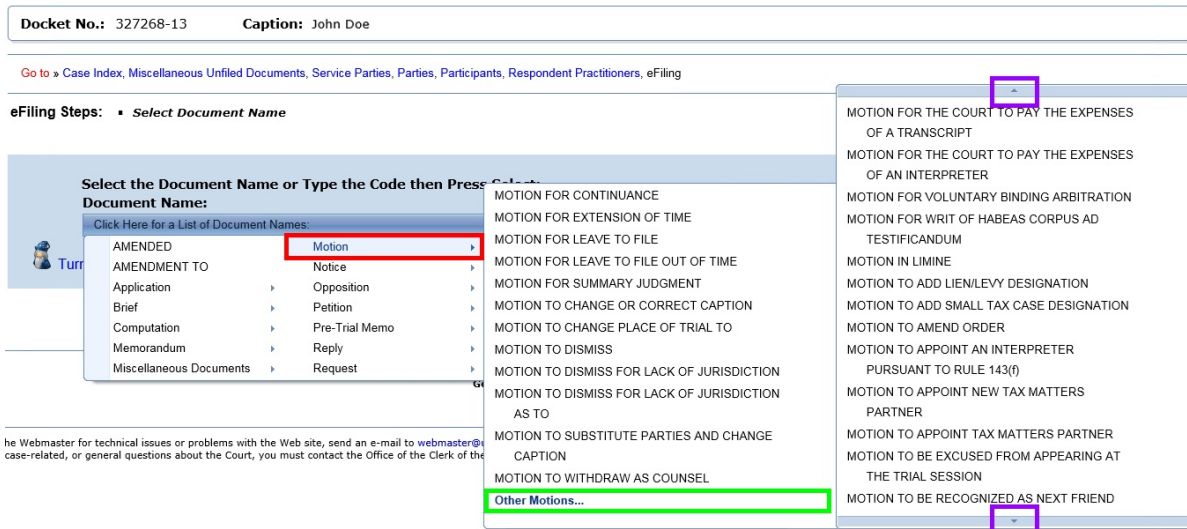 Docket No.: 327268-13 Caption: John Doe
Go to » Case Index, Miscellaneous Unfiled Documents, Service Parties, Parties, Participants, Respondent Practitioners, eFiling
eFiling Steps: ▪ Select Document Name
Select the Document Name or Type the Code then Press Select:
Document Name:
Click Here for a List of Document Names:
AMENDED
AMENDMENT TO
Application
Brief
Computation
Memorandum
Miscellaneous Documents
Motion
Notice
Opposition
Petition
Pre-Trial Memo
Reply
Request
MOTION FOR CONTINUANCE
MOTION FOR EXTENSION OF TIME
MOTION FOR LEAVE TO FILE
MOTION FOR LEAVE TO FILE OUT OF TIME
MOTION FOR SUMMARY JUDGMENT
MOTION TO CHANGE OR CORRECT CAPTION
MOTION TO CHANGE PLACE OF TRIAL TO
MOTION TO DISMISS
MOTION TO DISMISS FOR LACK OF JURISDICTION
MOTION TO DISMISS FOR LACK OF JURISDICTION
AS TO
MOTION TO SUBSTITUTE PARTIES AND CHANGE
CAPTION
MOTION TO WITHDRAW AS COUNSEL
Other Motions...
MOTION FOR THE COURT TO PAY THE EXPENSES
OF A TRANSCRIPT
MOTION FOR THE COURT TO PAY THE EXPENSES
OF AN INTERPRETER
MOTION FOR VOLUNTARY BINDING ARBITRATION
MOTION FOR WRIT OF HABEAS CORPUS AD
TESTIFICANDUM
MOTION IN LIMINE
MOTION TO ADD LIEN/LEVY DESIGNATION
MOTION TO ADD SMALL TAX CASE DESIGNATION
MOTION TO AMEND ORDER
MOTION TO APPOINT AN INTERPRETER
PURSUANT TO RULE 143(f)
MOTION TO APPOINT NEW TAX MATTERS
PARTNER
MOTION TO APPOINT TAX MATTERS PARTNER
MOTION TO BE EXCUSED FROM APPEARING AT
THE TRIAL SESSION
MOTION TO BE RECOGNIZED AS NEXT FRIEND
Turr
he Webmaster for technical issues or problems with the Web site, send an e-mail to webmaster@
case-related, or general questions about the Court, you must contact the Office of the Clerk of the